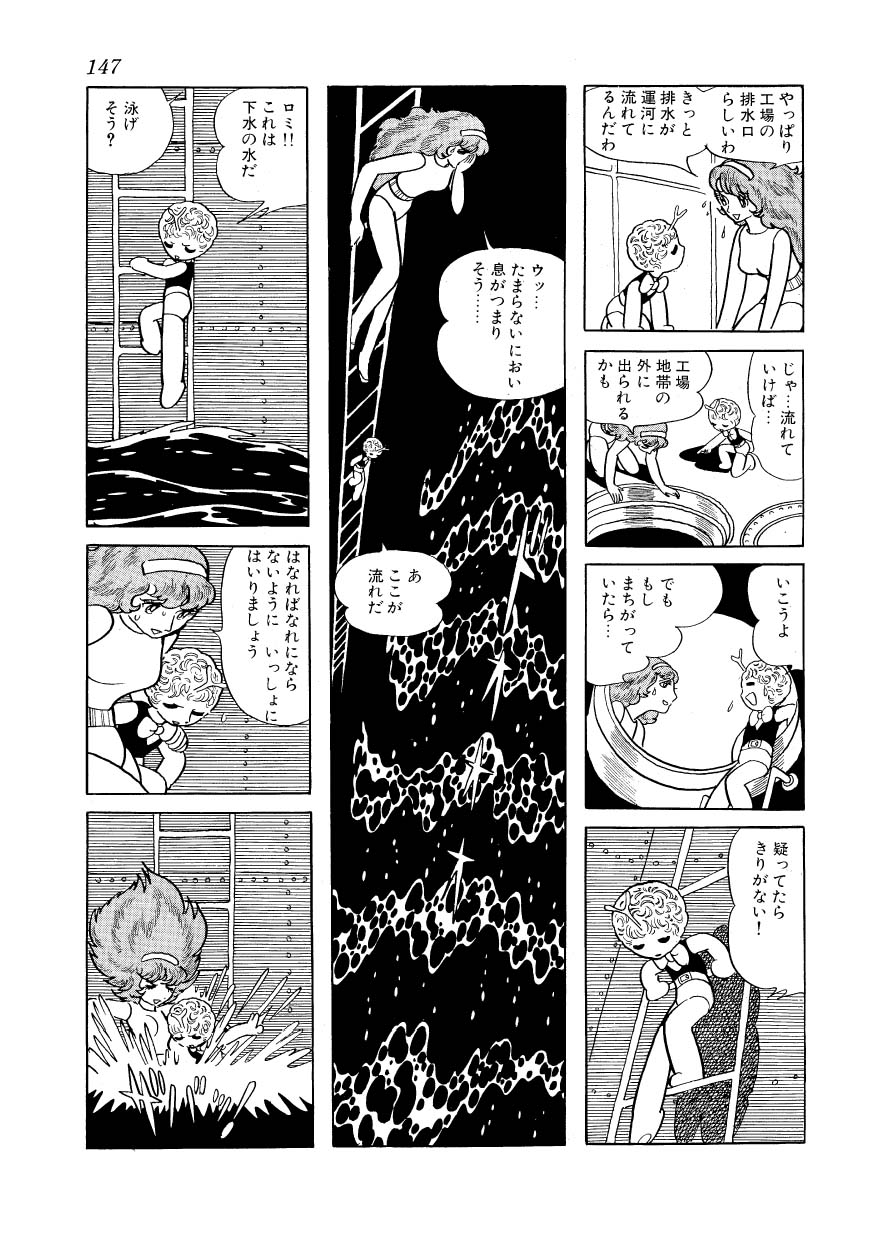 147
やっぱり
工場の
排水口
らしいわ
きっと
排水が
運河に
流れて
るんだわ
じゃ…流れて
いけば…
工場
地帯の
外に
出られる
かも
いこうよ
でも
もし
まちがって
いたら…
疑ってたら
きりがない!
ウッ…
たまらないにおい
息がつまり
そう……
あ
ここが
流れだ
ロミ!!
これは
下水の水だ
泳げ
そう?
はなればなれになら
ないように いっしょに
はいりましょう